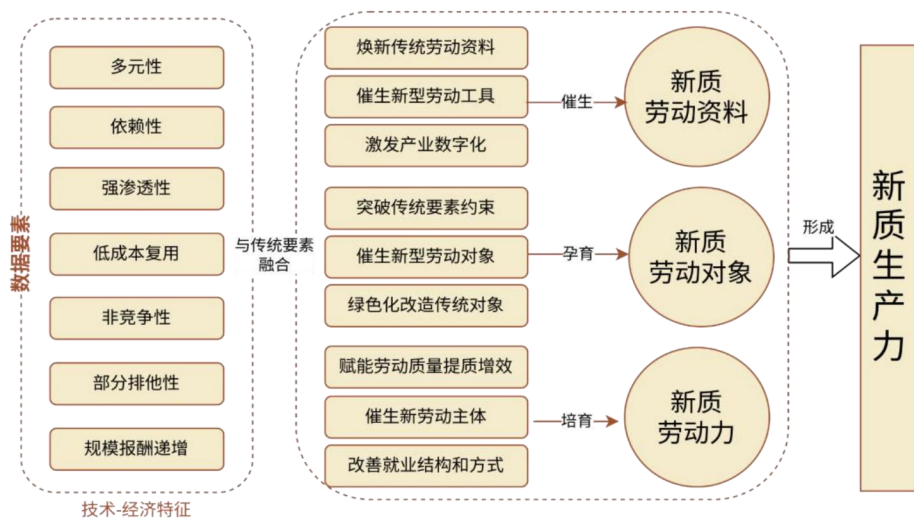 数据要素
多元性
依赖性
强渗透性
低成本复用
非竞争性
部分排他性
规模报酬递增
技术-经济特征
与传统要素
融合
焕新传统劳动资料
催生新型劳动工具
激发产业数字化
催生
新质
劳动资料
突破传统要素约束
催生新型劳动对象
绿色化改造传统对象
孕育
新质
劳动对象
赋能劳动质量提质增效
催生新劳动主体
改善就业结构和方式
培育
新质
劳动力
形成
新质生产力